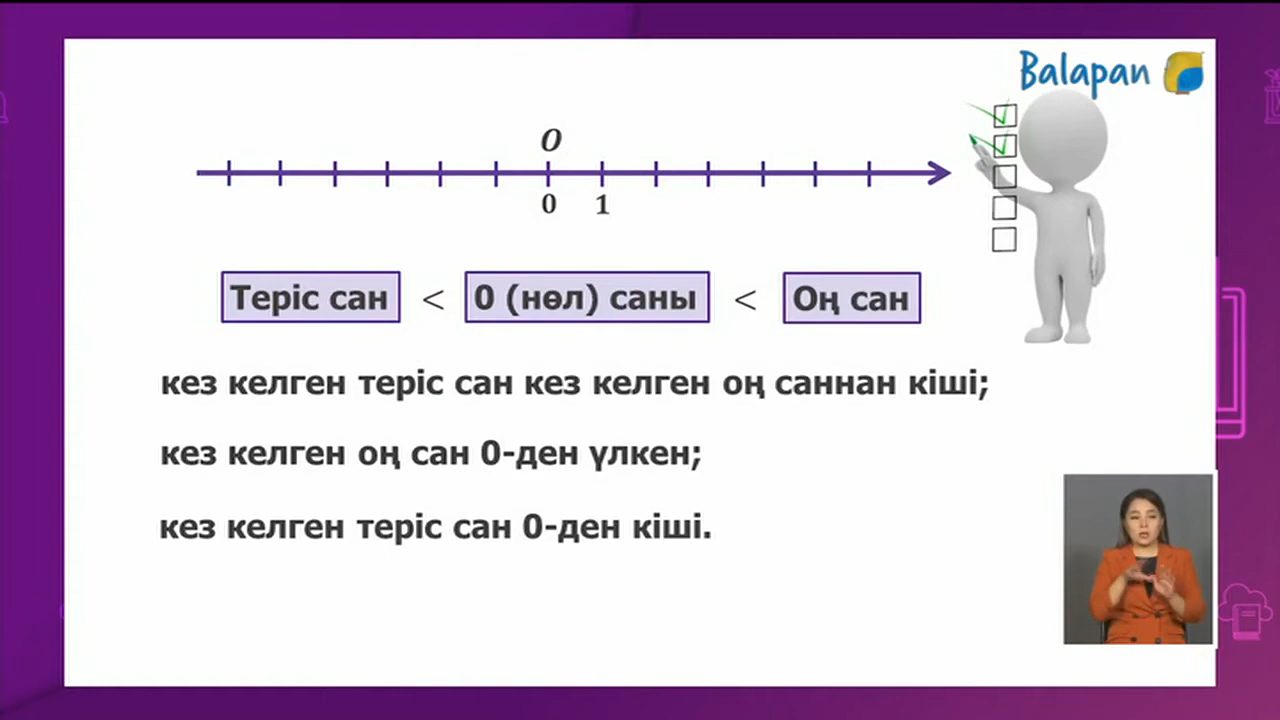 Balapan
O
0 1
Теріс сан < 0 (нөл) саны < Оң сан
кез келген теріс сан кез келген оң саннан кіші;
кез келген оң сан 0-ден үлкен;
кез келген теріс сан 0-ден кіші.